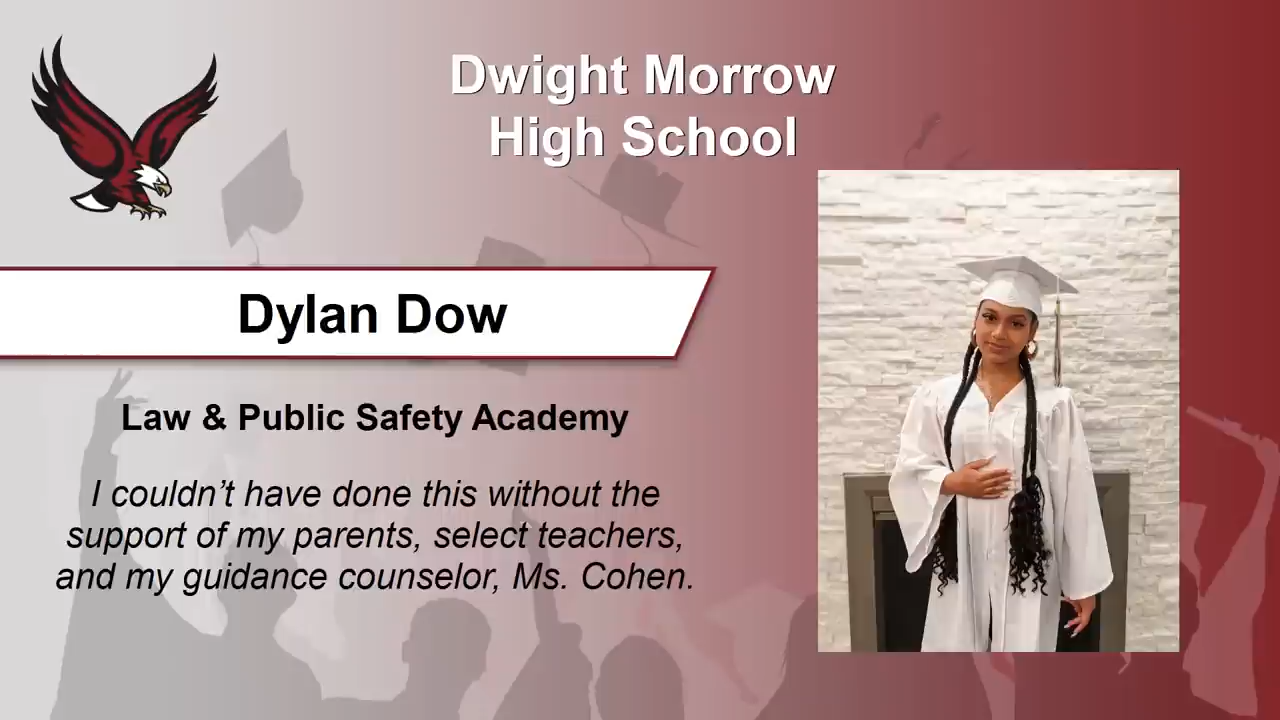 Dwight Morrow
High School
Dylan Dow
Law & Public Safety Academy
I couldn’t have done this without the
support of my parents, select teachers,
and my guidance counselor, Ms. Cohen.